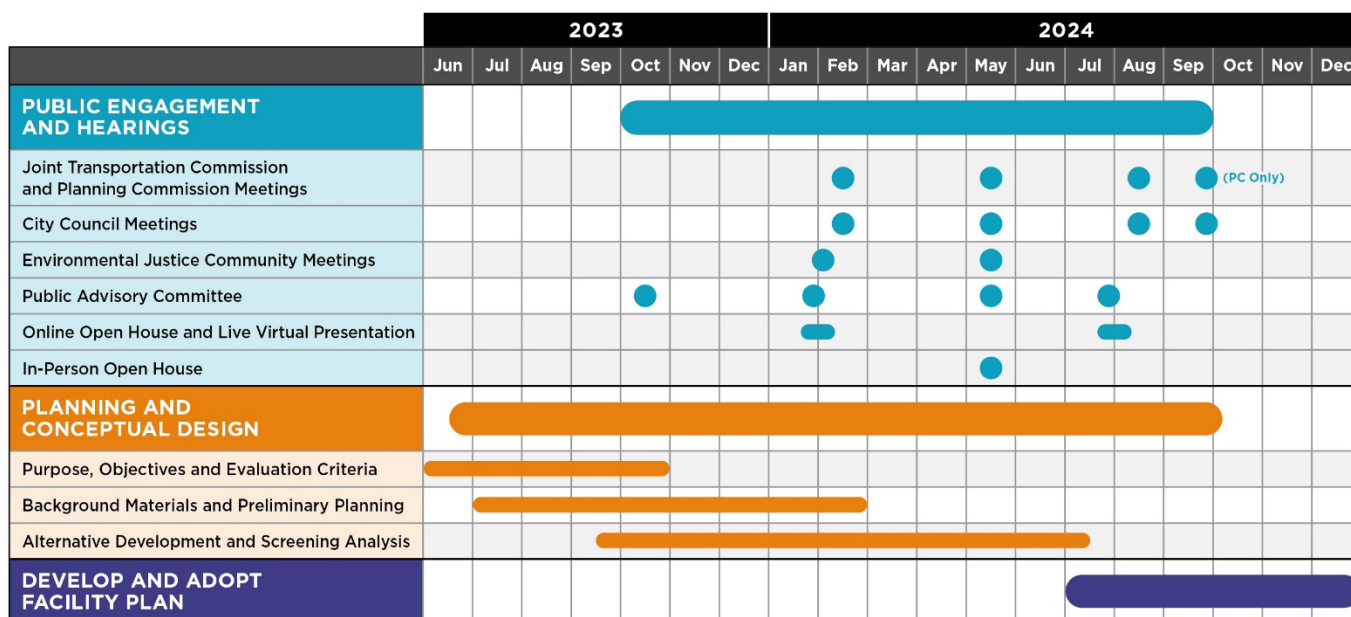 2023 2024
Jun Jul Aug Sep Oct Nov Dec Jan Feb Mar Apr May Jun Jul Aug Sep Oct Nov Dec
PUBLIC ENGAGEMENT
AND HEARINGS
Joint Transportation Commission
and Planning Commission Meetings
(PC Only)
City Council Meetings
Environmental Justice Community Meetings
Public Advisory Committee
Online Open House and Live Virtual Presentation
In-Person Open House
PLANNING AND
CONCEPTUAL DESIGN
Purpose, Objectives and Evaluation Criteria
Background Materials and Preliminary Planning
Alternative Development and Screening Analysis
DEVELOP AND ADOPT
FACILITY PLAN